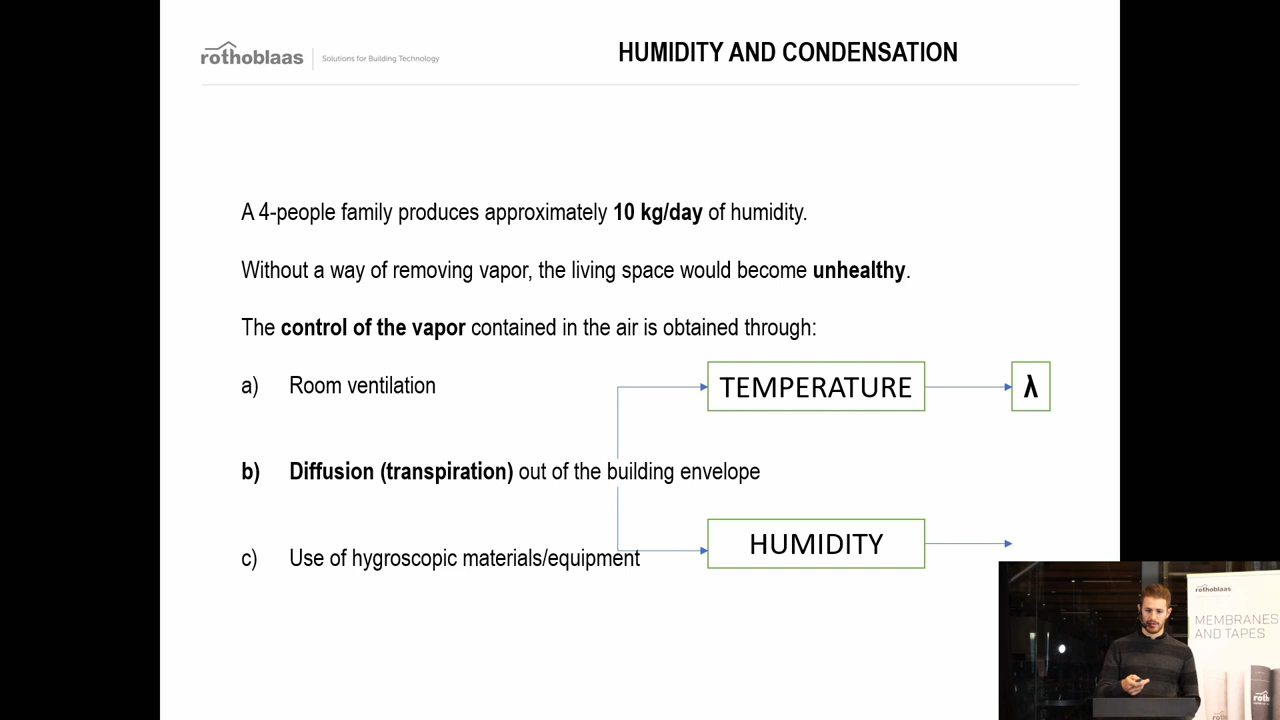 rothoblaas
Solutions for Building Technology
HUMIDITY AND CONDENSATION
A 4-people family produces approximately 10 kg/day of humidity.
Without a way of removing vapor, the living space would become unhealthy.
The control of the vapor contained in the air is obtained through:
a) Room ventilation
TEMPERATURE
λ
b) Diffusion (transpiration) out of the building envelope
c) Use of hygroscopic materials/equipment
HUMIDITY
rothoblaas
MEMBRANES
AND TAPES
roth